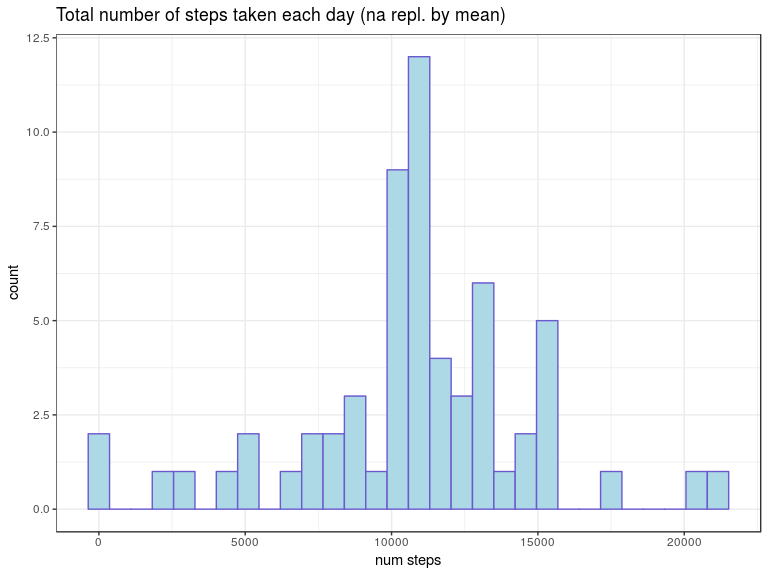 Total number of steps taken each day (na repl. by mean)
12.5
10.0
7.5
5.0
2.5
0.0
count
0 5000 10000 15000 20000
num steps